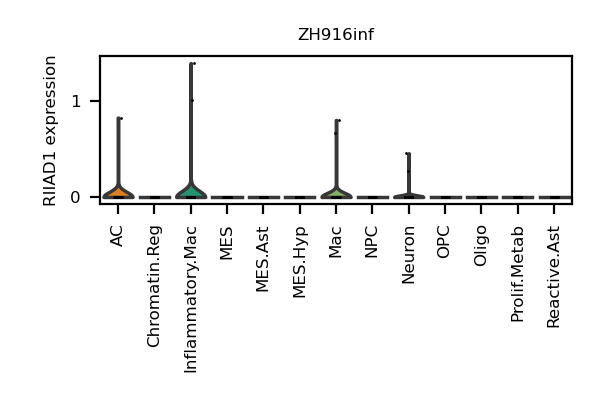 ZH916inf
RIIAD1 expression
1
0
AC
Chromatin.Reg
Inflammatory.Mac
MES
MES.Ast
MES.Hyp
Mac
NPC
Neuron
OPC
Oligo
Prolif.Metab
Reactive.Ast